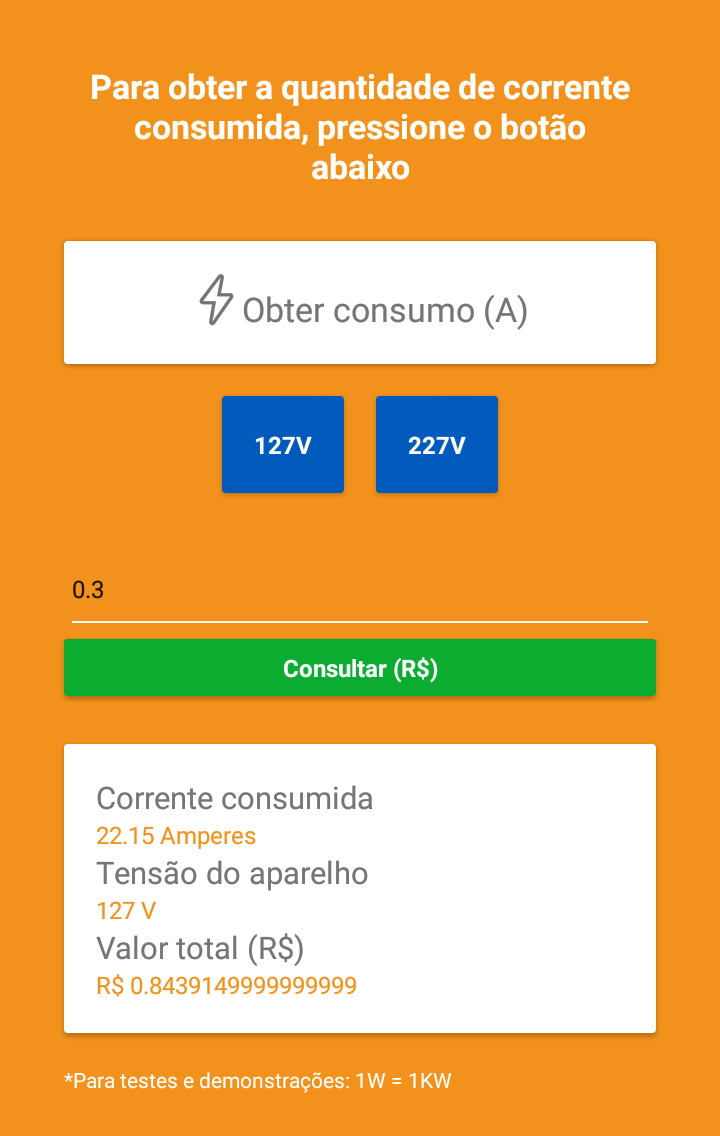 Para obter a quantidade de corrente
consumida, pressione o botão
abaixo
Obter consumo (A)
127V 227V
0.3
Consultar (R$)
Corrente consumida
22.15 Amperes
Tensão do aparelho
127 V
Valor total (R$)
R$ 0.8439149999999999
*Para testes e demonstrações: 1W = 1KW